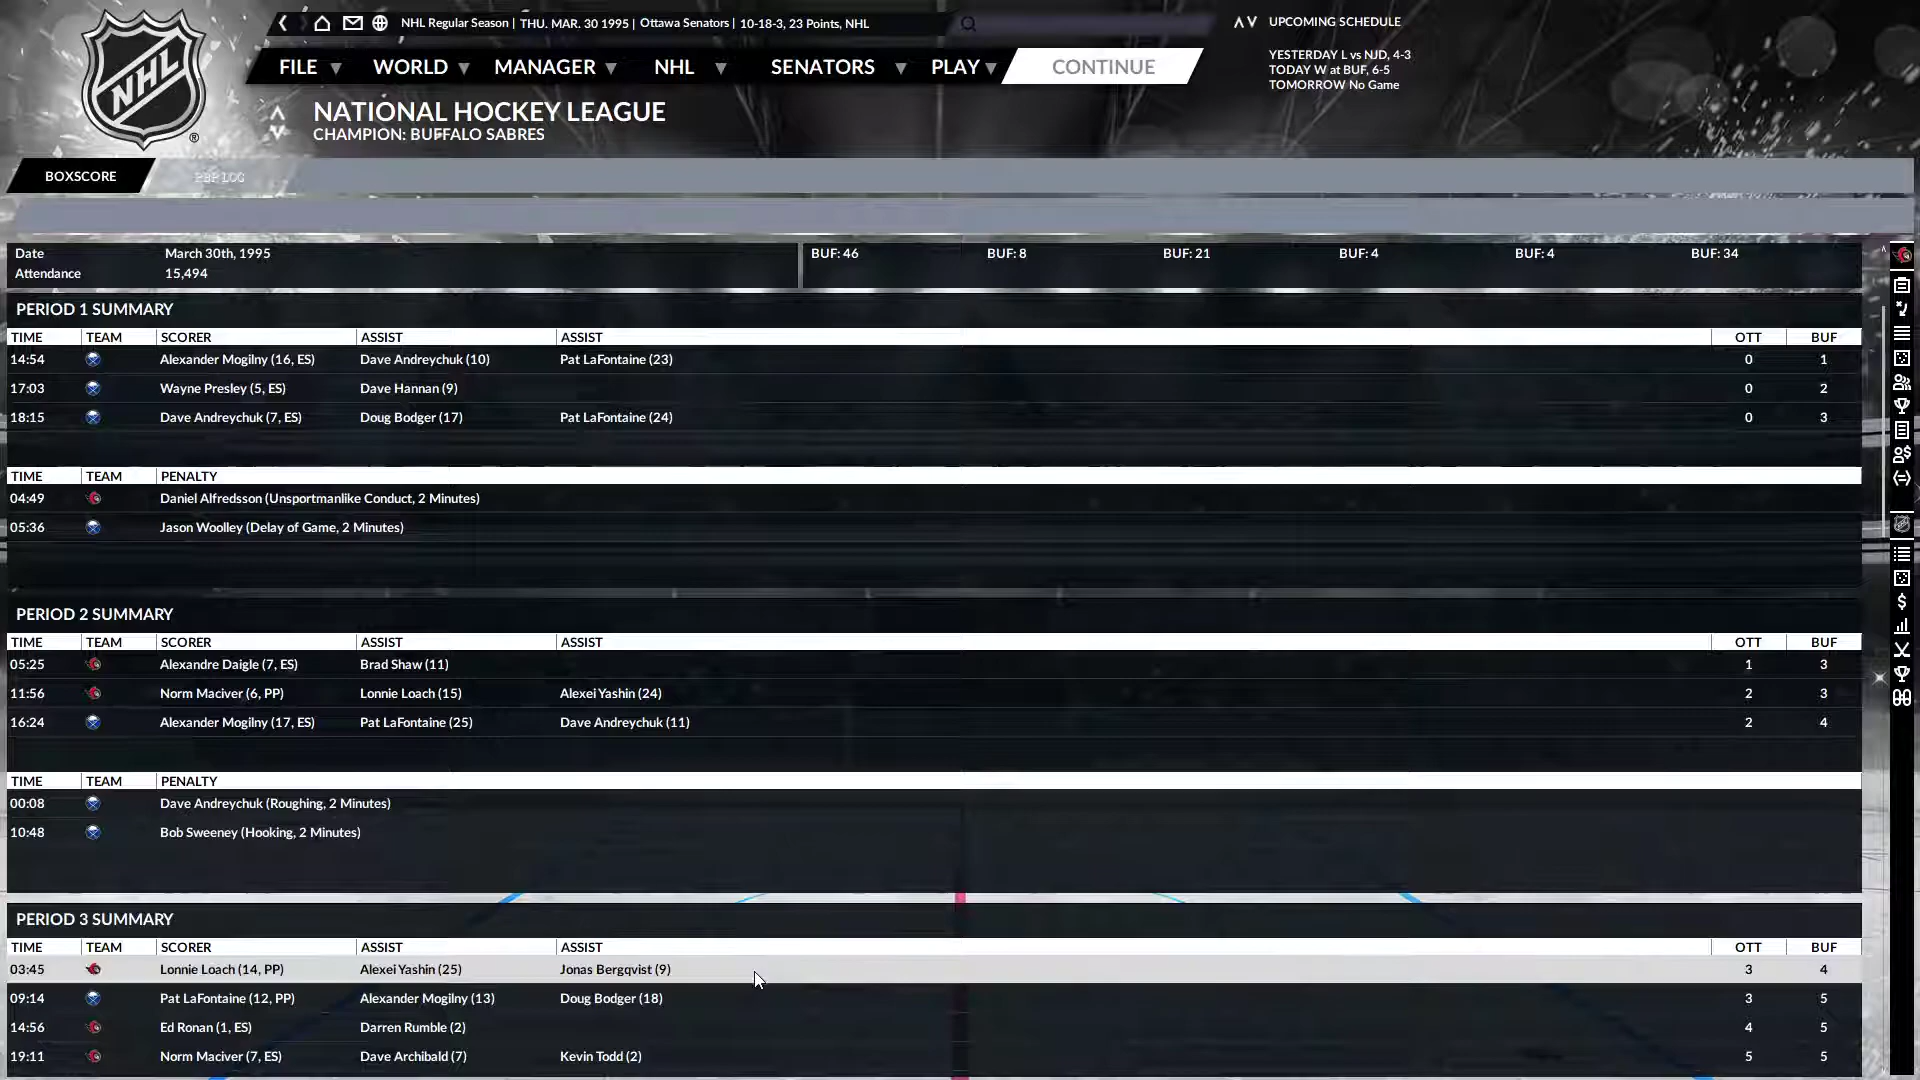 NHL
NHL Regular Season | THU. MAR. 30 1995 | Ottawa Senators | 10-18-3, 23 Points, NHL
UPCOMING SCHEDULE
YESTERDAY L vs NJD, 4-3
TODAY W at BUF, 6-5
TOMORROW No Game
FILE WORLD MANAGER NHL SENATORS PLAY CONTINUE
NATIONAL HOCKEY LEAGUE
CHAMPION: BUFFALO SABRES
BOXSCORE PBP LOG
Date March 30th, 1995 BUF: 46 BUF: 8 BUF: 21 BUF: 4 BUF: 4 BUF: 34
Attendance 15,494
PERIOD 1 SUMMARY
TIME TEAM SCORER ASSIST ASSIST OTT BUF
14:54 Alexander Mogilny (16, ES) Dave Andreychuk (10) Pat LaFontaine (23) 0 1
17:03 Wayne Presley (5, ES) Dave Hannan (9) 0 2
18:15 Dave Andreychuk (7, ES) Doug Bodger (17) Pat LaFontaine (24) 0 3
TIME TEAM PENALTY
04:49 Daniel Alfredsson (Unsportmanlike Conduct, 2 Minutes)
05:36 Jason Woolley (Delay of Game, 2 Minutes)
PERIOD 2 SUMMARY
TIME TEAM SCORER ASSIST ASSIST OTT BUF
05:25 Alexandre Daigle (7, ES) Brad Shaw (11) 1 3
11:56 Norm Maciver (6, PP) Lonnie Loach (15) Alexei Yashin (24) 2 3
16:24 Alexander Mogilny (17, ES) Pat LaFontaine (25) Dave Andreychuk (11) 2 4
TIME TEAM PENALTY
00:08 Dave Andreychuk (Roughing, 2 Minutes)
10:48 Bob Sweeney (Hooking, 2 Minutes)
PERIOD 3 SUMMARY
TIME TEAM SCORER ASSIST ASSIST OTT BUF
03:45 Lonnie Loach (14, PP) Alexei Yashin (25) Jonas Bergqvist (9) 3 4
09:14 Pat LaFontaine (12, PP) Alexander Mogilny (13) Doug Bodger (18) 3 5
14:56 Ed Ronan (1, ES) Darren Rumble (2) 4 5
19:11 Norm Maciver (7, ES) Dave Archibald (7) Kevin Todd (2) 5 5